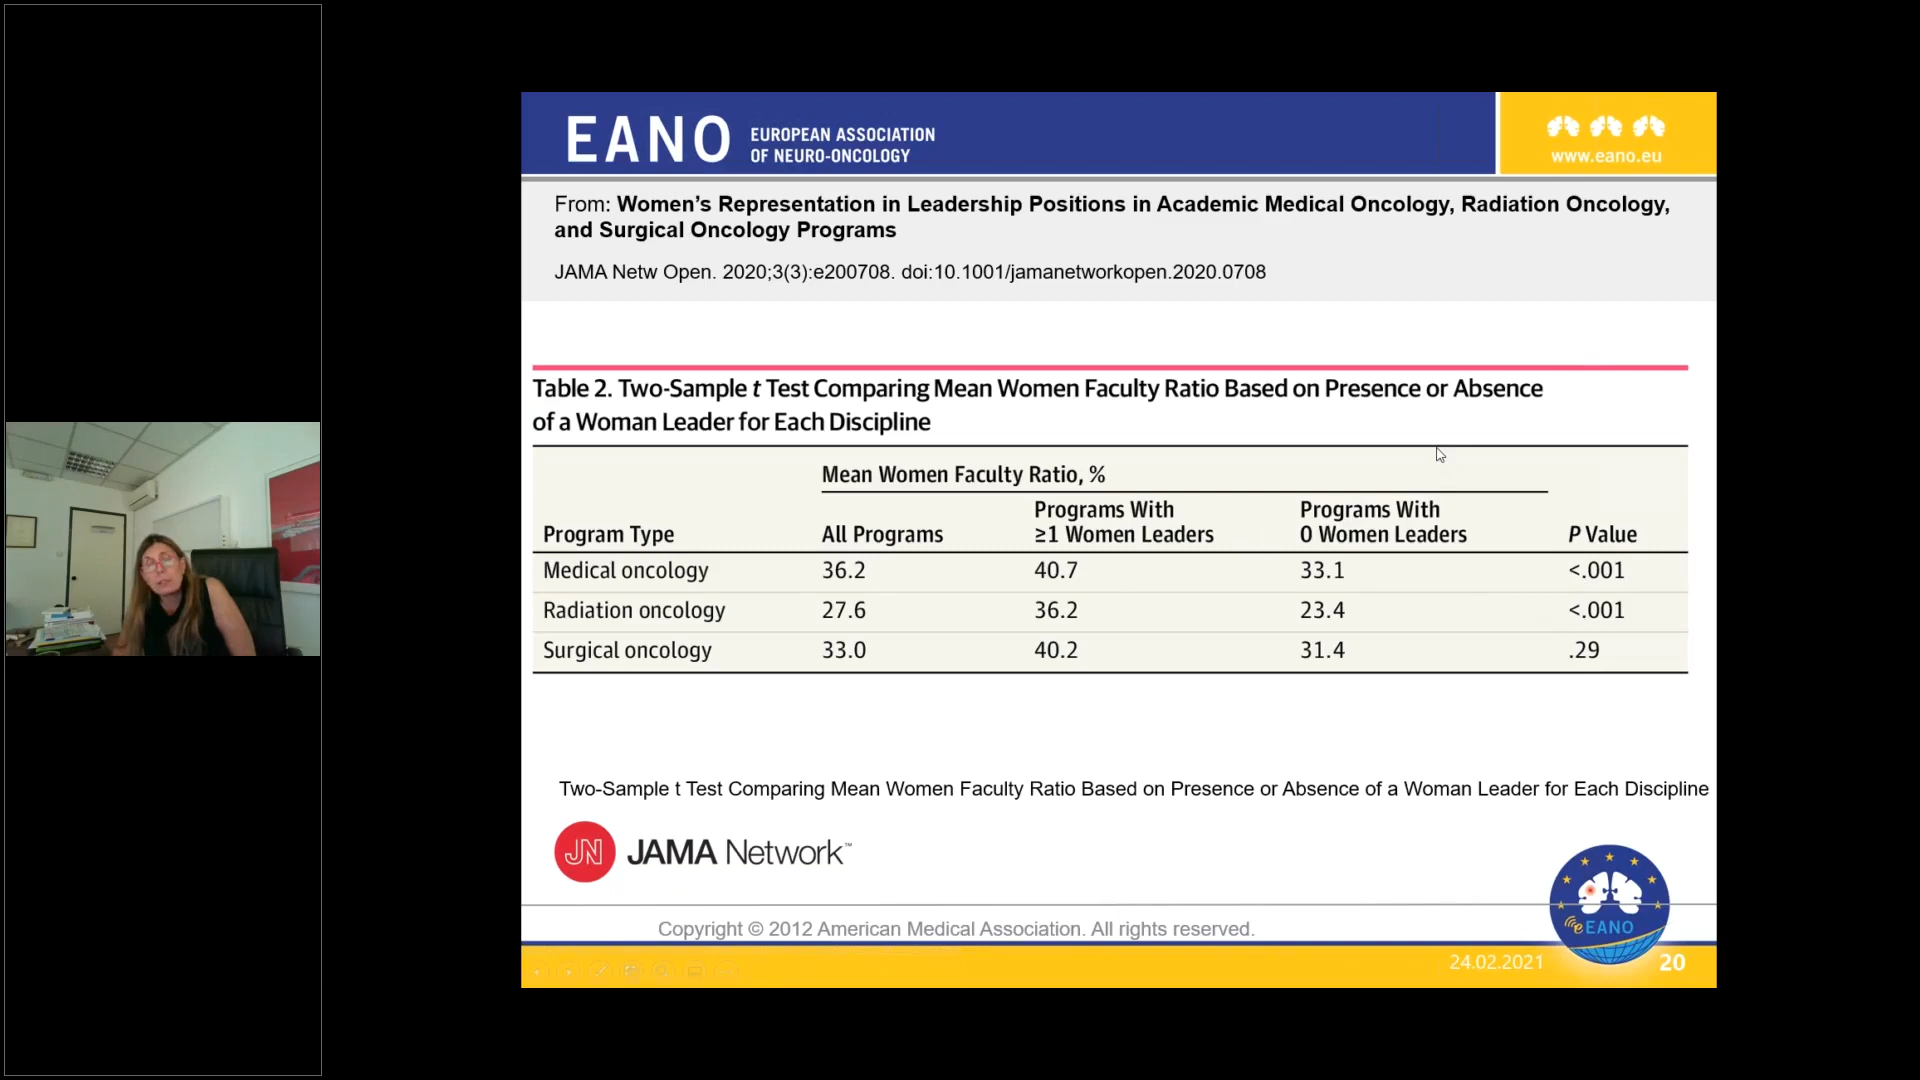 EANO
EUROPEAN ASSOCIATION
OF NEURO-ONCOLOGY
www.eano.eu
From: Women's Representation in Leadership Positions in Academic Medical Oncology, Radiation Oncology,
and Surgical Oncology Programs
JAMA Netw Open. 2020;3(3):e200708. doi:10.1001/jamanetworkopen.2020.0708
Table 2. Two-Sample t Test Comparing Mean Women Faculty Ratio Based on Presence or Absence
of a Woman Leader for Each Discipline
Mean Women Faculty Ratio, %
Programs With Programs With
Program Type All Programs ≥1 Women Leaders 0 Women Leaders P Value
Medical oncology 36.2 40.7 33.1 <.001
Radiation oncology 27.6 36.2 23.4 <.001
Surgical oncology 33.0 40.2 31.4 .29
Two-Sample t Test Comparing Mean Women Faculty Ratio Based on Presence or Absence of a Woman Leader for Each Discipline
JN JAMA Network™
Copyright © 2012 American Medical Association. All rights reserved.
eEANO
24.02.2021 20